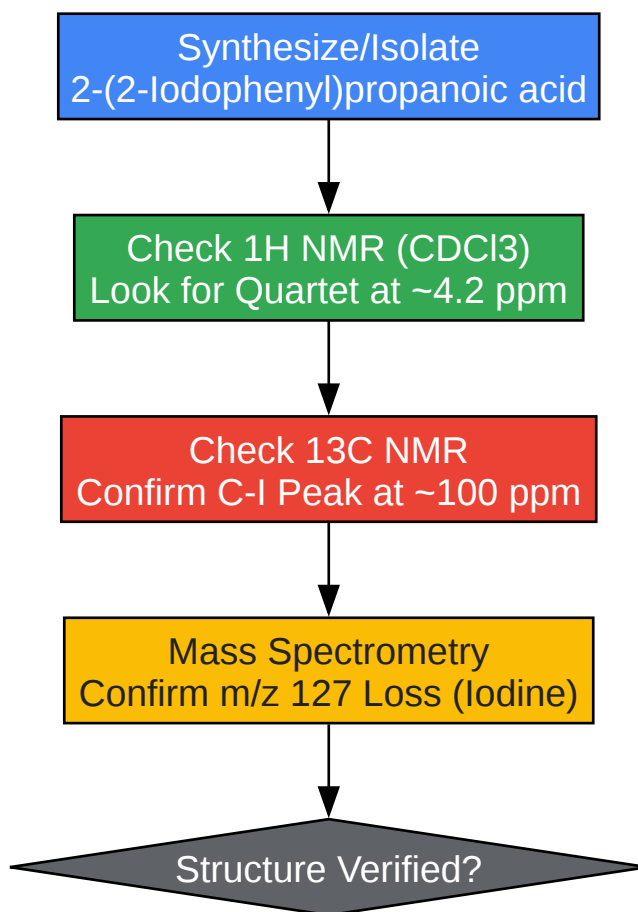 Synthesize/Isolate
2-(2-Iodophenyl)propanoic acid
Check 1H NMR (CDCl3)
Look for Quartet at ~4.2 ppm
Check 13C NMR
Confirm C-I Peak at ~100 ppm
Mass Spectrometry
Confirm m/z 127 Loss (Iodine)
Structure Verified?